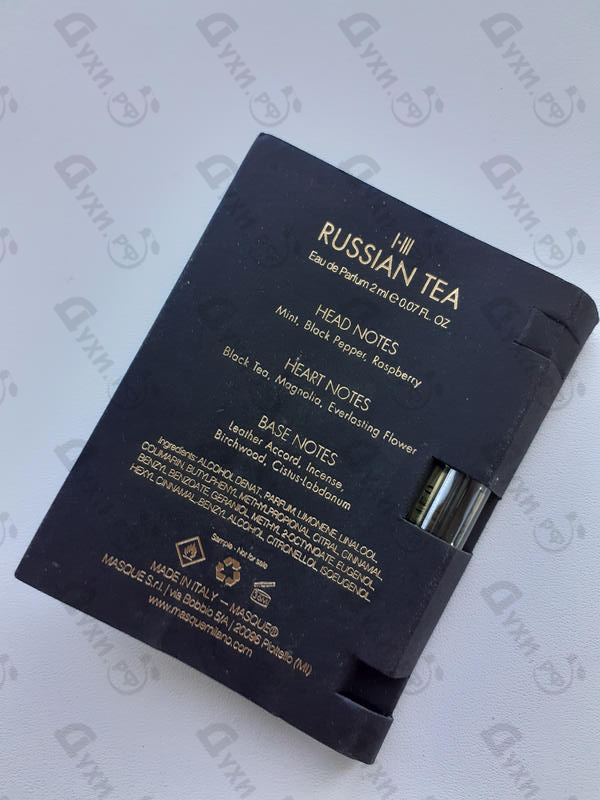 I·III
RUSSIAN TEA
Eau de Parfum 2 ml e 0.07 FL. OZ
HEAD NOTES
Mint, Black Pepper, Raspberry
HEART NOTES
Black Tea, Magnolia, Everlasting Flower
BASE NOTES
Leather Accord, Incense,
Birchwood, Cistus-Labdanum
Ingredients: ALCOHOL DENAT., PARFUM, LIMONENE, LINALOOL,
COUMARIN, BUTYLPHENYL METHYLPROPIONAL, CITRAL, CINNAMAL,
BENZYL BENZOATE, GERANIOL, METHYL 2-OCTYNOATE, EUGENOL,
HEXYL CINNAMAL, BENZYL ALCOHOL, CITRONELLOL, ISOEUGENOL.
Sample - Not for sale
MADE IN ITALY – MASQUE®
MASQUE S.r.l. | via Bobbio 5/A | 20096 Pioltello (MI)
www.masquemilano.com
Духи.рф